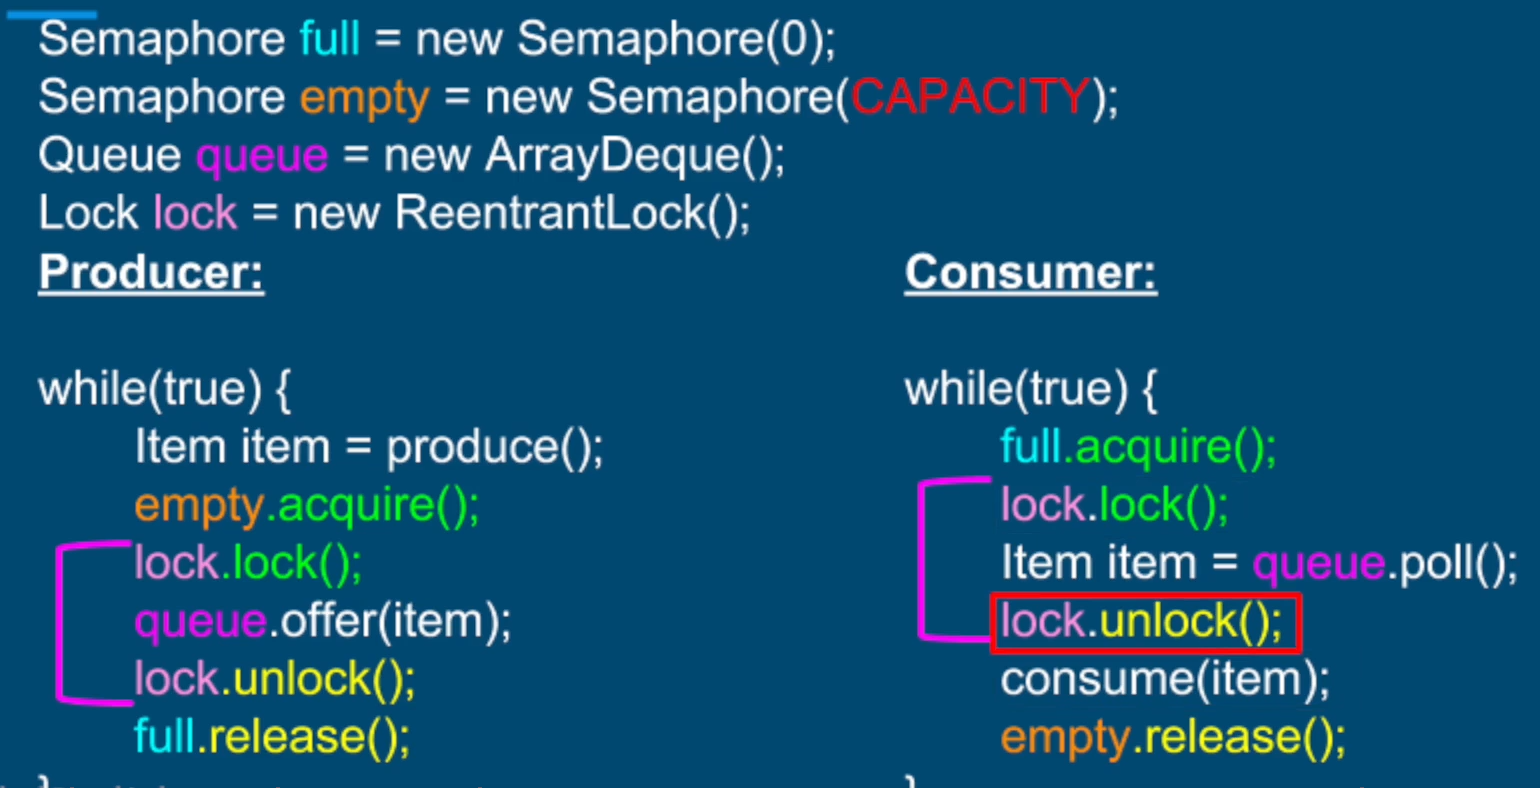 Semaphore full = new Semaphore(0);
Semaphore empty = new Semaphore(CAPACITY);
Queue queue = new ArrayDeque();
Lock lock = new ReentrantLock();
Producer:
while(true) {
Item item = produce();
empty.acquire();
lock.lock();
queue.offer(item);
lock.unlock();
full.release();
}
Consumer:
while(true) {
full.acquire();
lock.lock();
Item item = queue.poll();
lock.unlock();
consume(item);
empty.release();
}